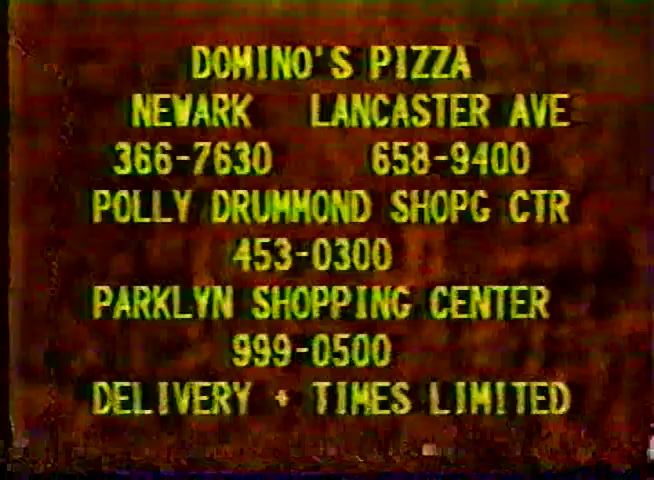 DOMINO'S PIZZA
NEWARK LANCASTER AVE
366-7630 658-9400
POLLY DRUMMOND SHOPG CTR
453-0300
PARKLYN SHOPPING CENTER
999-0500
DELIVERY + TIMES LIMITED